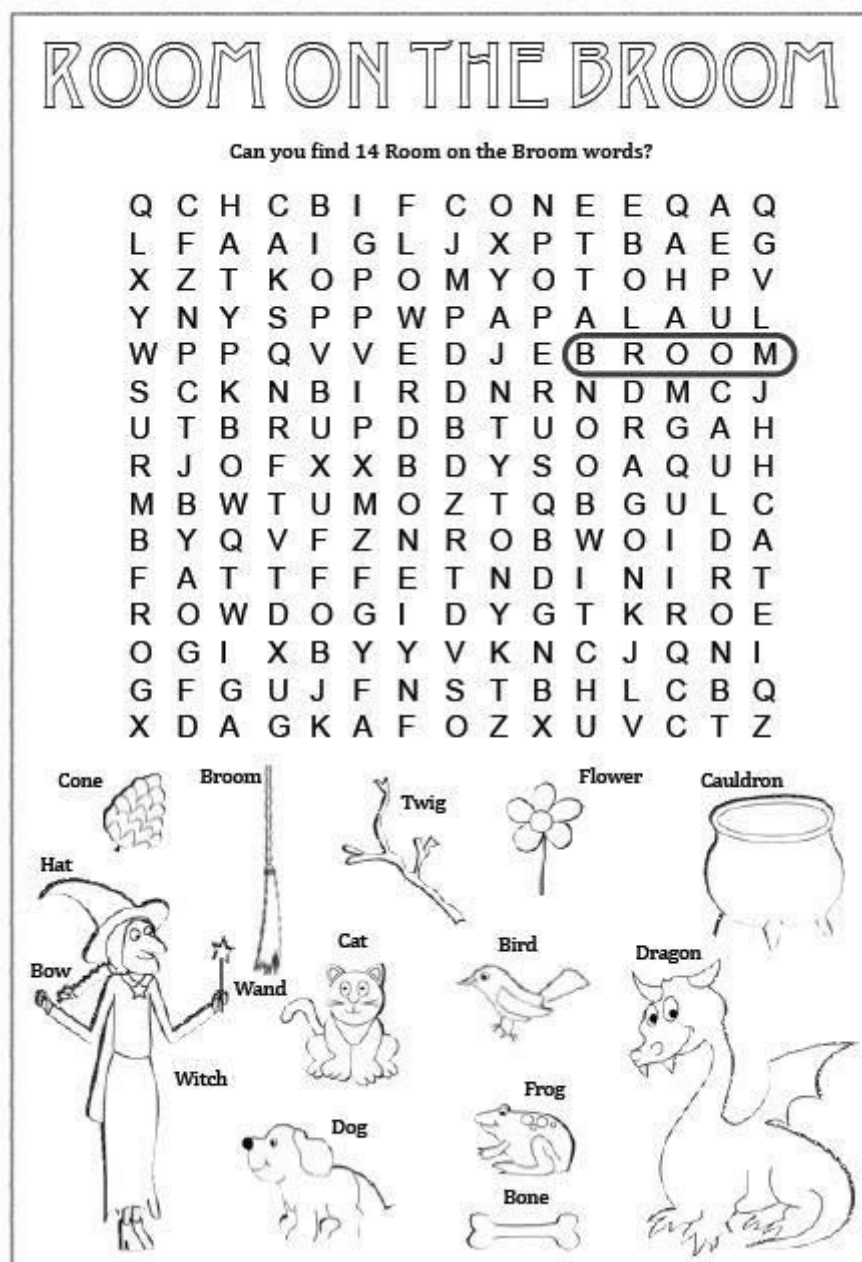 ROOM ON THE BROOM
Can you find 14 Room on the Broom words?
Q C H C B I F C O N E E Q A Q
L F A A I G L J X P T B A E G
X Z T K O P O M Y O T O H P V
Y N Y S P P W P A P A L A U L
W P P Q V V E D J E B R O O M
S C K N B I R D N R N D M C J
U T B R U P D B T U O R G A H
R J O F X X B D Y S O A Q U H
M B W T U M O Z T Q B G U L C
B Y Q V F Z N R O B W O I D A
F A T T F F E T N D I N I R T
R O W D O G I D Y G T K R O E
O G I X B Y Y V K N C J Q N I
G F G U J F N S T B H L C B Q
X D A G K A F O Z X U V C T Z
Cone
Broom
Twig
Flower
Cauldron
Hat
Bow
Wand
Cat
Bird
Dragon
Witch
Dog
Frog
Bone